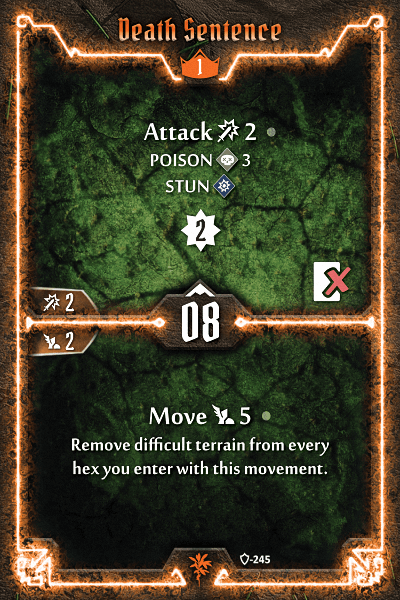 Death Sentence
1
Attack 2
POISON 3
STUN
2
2
08
2
Move 5
Remove difficult terrain from every
hex you enter with this movement.
-245